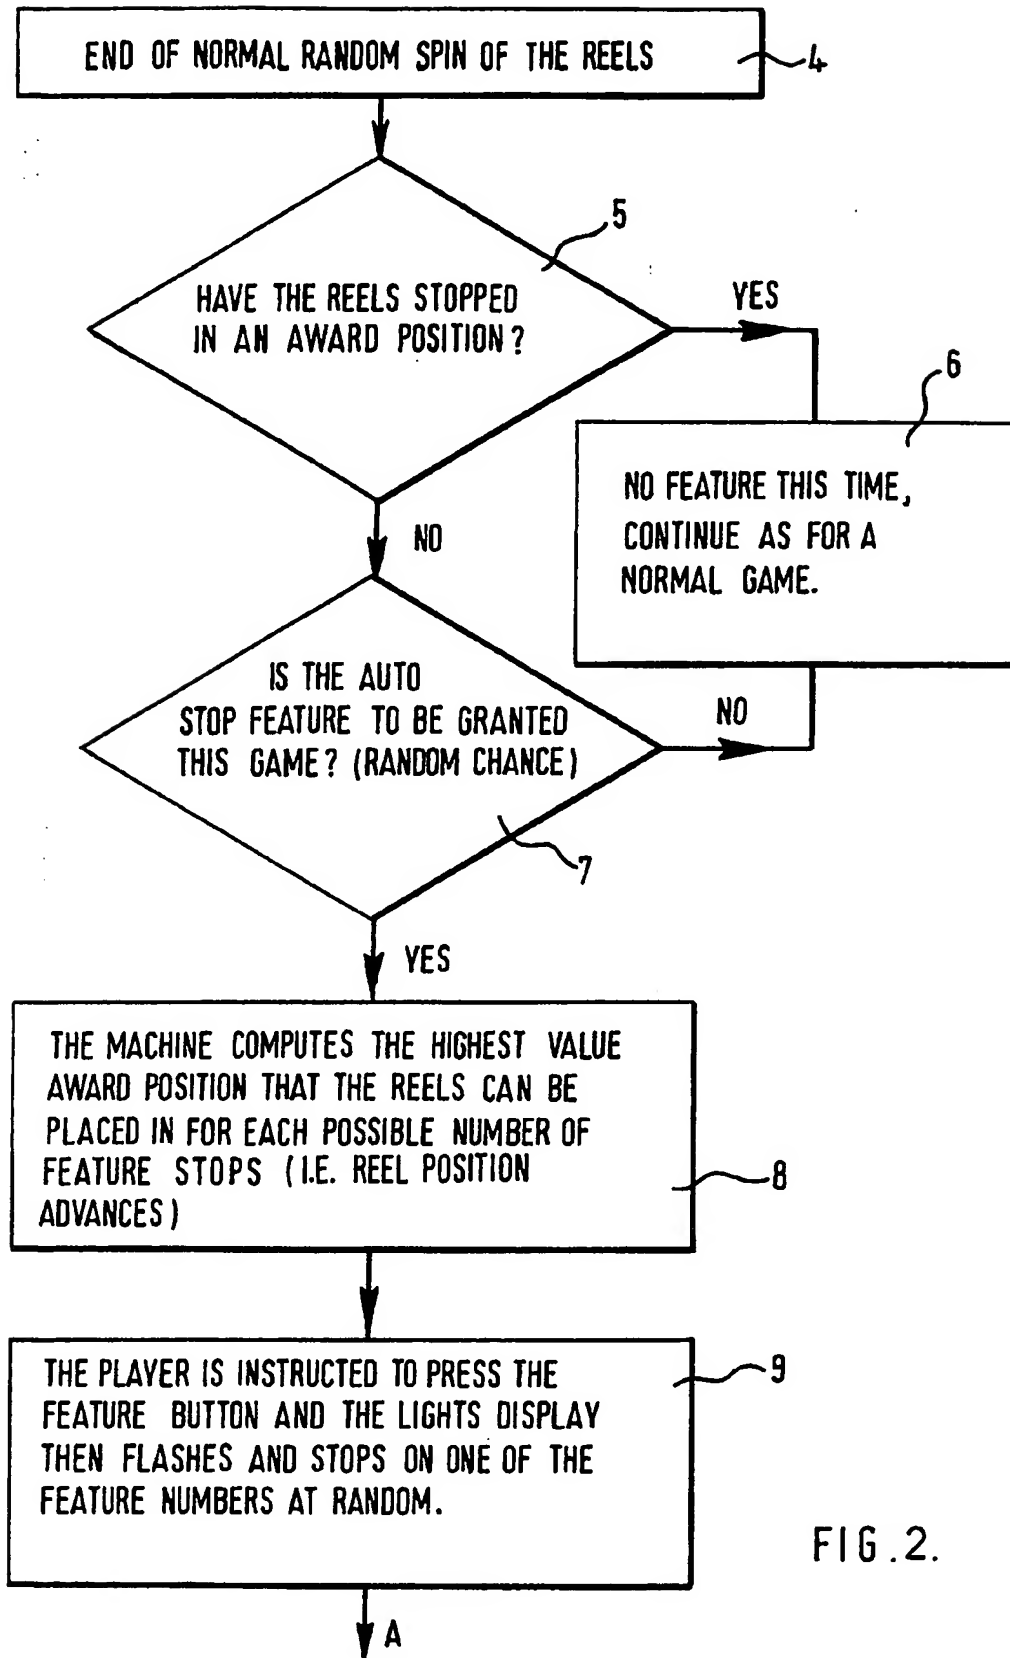 END OF NORMAL RANDOM SPIN OF THE REELS
4
5
HAVE THE REELS STOPPED
IN AN AWARD POSITION?
YES
6
NO FEATURE THIS TIME,
CONTINUE AS FOR A
NORMAL GAME.
NO
IS THE AUTO
STOP FEATURE TO BE GRANTED
THIS GAME? (RANDOM CHANCE)
NO
7
YES
THE MACHINE COMPUTES THE HIGHEST VALUE
AWARD POSITION THAT THE REELS CAN BE
PLACED IN FOR EACH POSSIBLE NUMBER OF
FEATURE STOPS (I.E. REEL POSITION
ADVANCES)
8
THE PLAYER IS INSTRUCTED TO PRESS THE
FEATURE BUTTON AND THE LIGHTS DISPLAY
THEN FLASHES AND STOPS ON ONE OF THE
FEATURE NUMBERS AT RANDOM.
9
FIG.2.
A